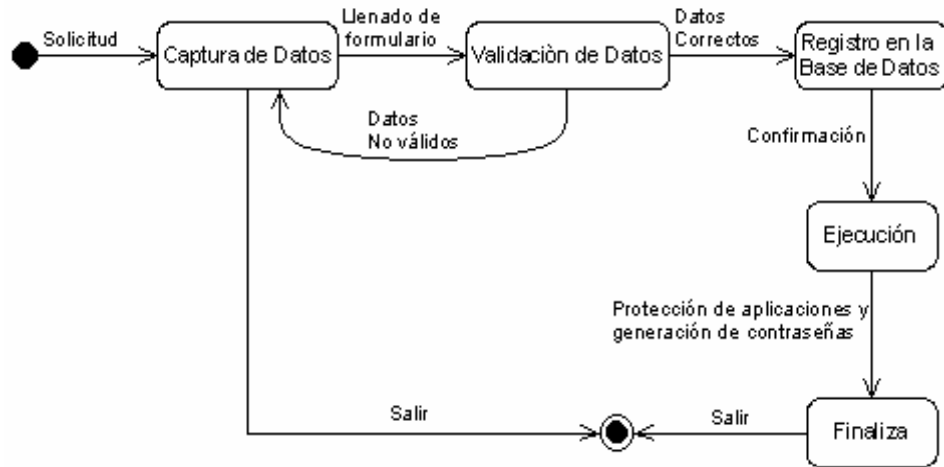 Solicitud
Captura de Datos
Llenado de
formulario
Validaciòn de Datos
Datos
Correctos
Registro en la
Base de Datos
Datos
No válidos
Confirmación
Ejecución
Protección de aplicaciones y
generación de contraseñas
Salir
Salir
Finaliza